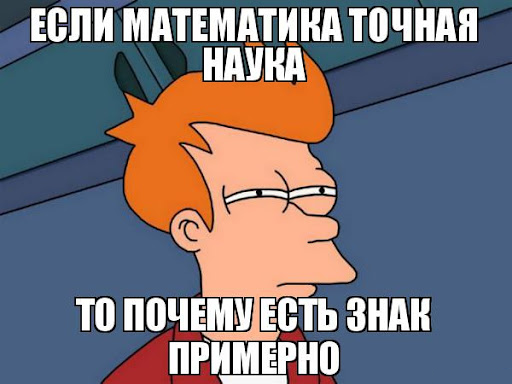 ЕСЛИ МАТЕМАТИКА ТОЧНАЯ
НАУКА
ТО ПОЧЕМУ ЕСТЬ ЗНАК
ПРИМЕРНО